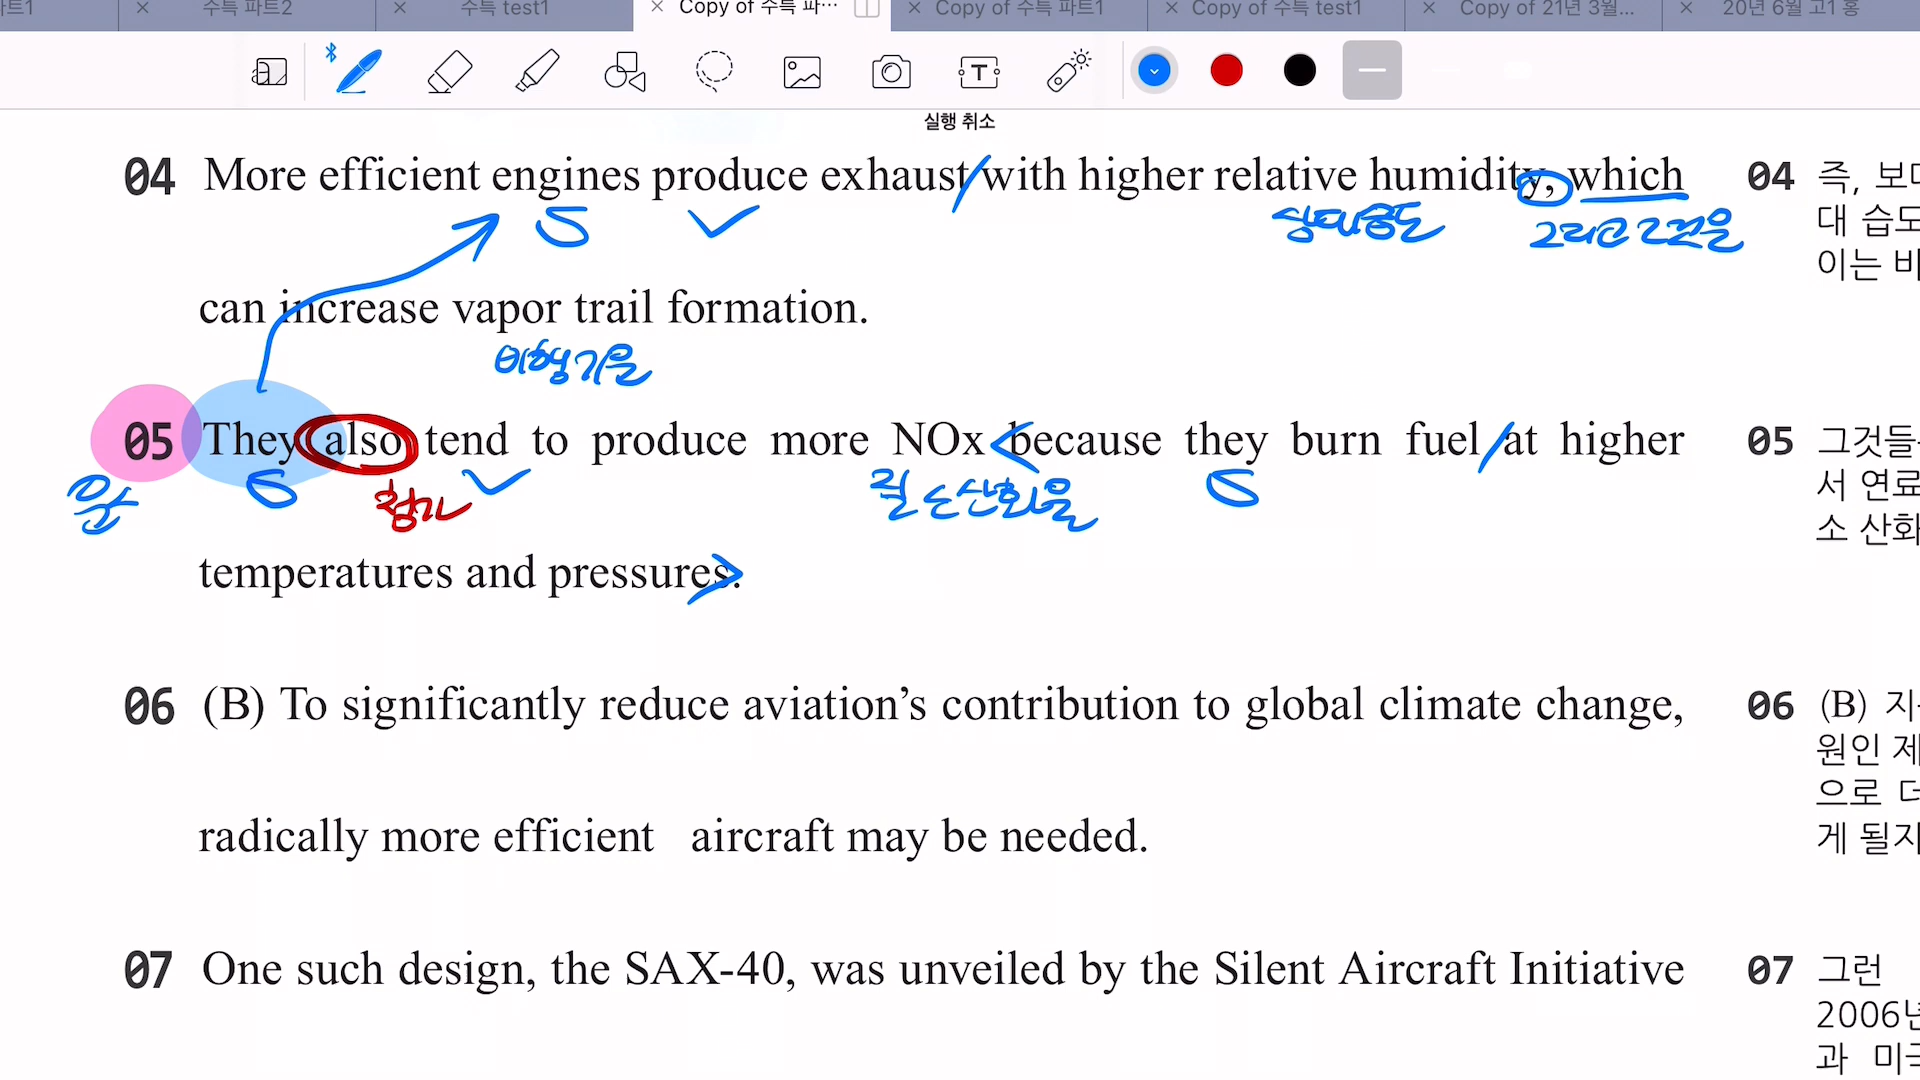 파트1
수특 파트2
수특 test1
Copy of 수특 파…
Copy of 수특 파트1
Copy of 수특 test1
Copy of 21년 3월...
20년 6월 고1 홍
실행 취소
04 More efficient engines produce exhaust with higher relative humidity, which
S
상대습도
그리고 그것은
can increase vapor trail formation.
비행기운
05 They also tend to produce more NOx because they burn fuel at higher
S
첨가
질소산화물
S
temperatures and pressures.
06 (B) To significantly reduce aviation's contribution to global climate change,
radically more efficient aircraft may be needed.
07 One such design, the SAX-40, was unveiled by the Silent Aircraft Initiative
04 즉, 보
대 습도
이는 비
05 그것들
서 연료
소 산화
06 (B) 지
원인 제
으로 더
게 될지
07 그런
2006년
과 미국